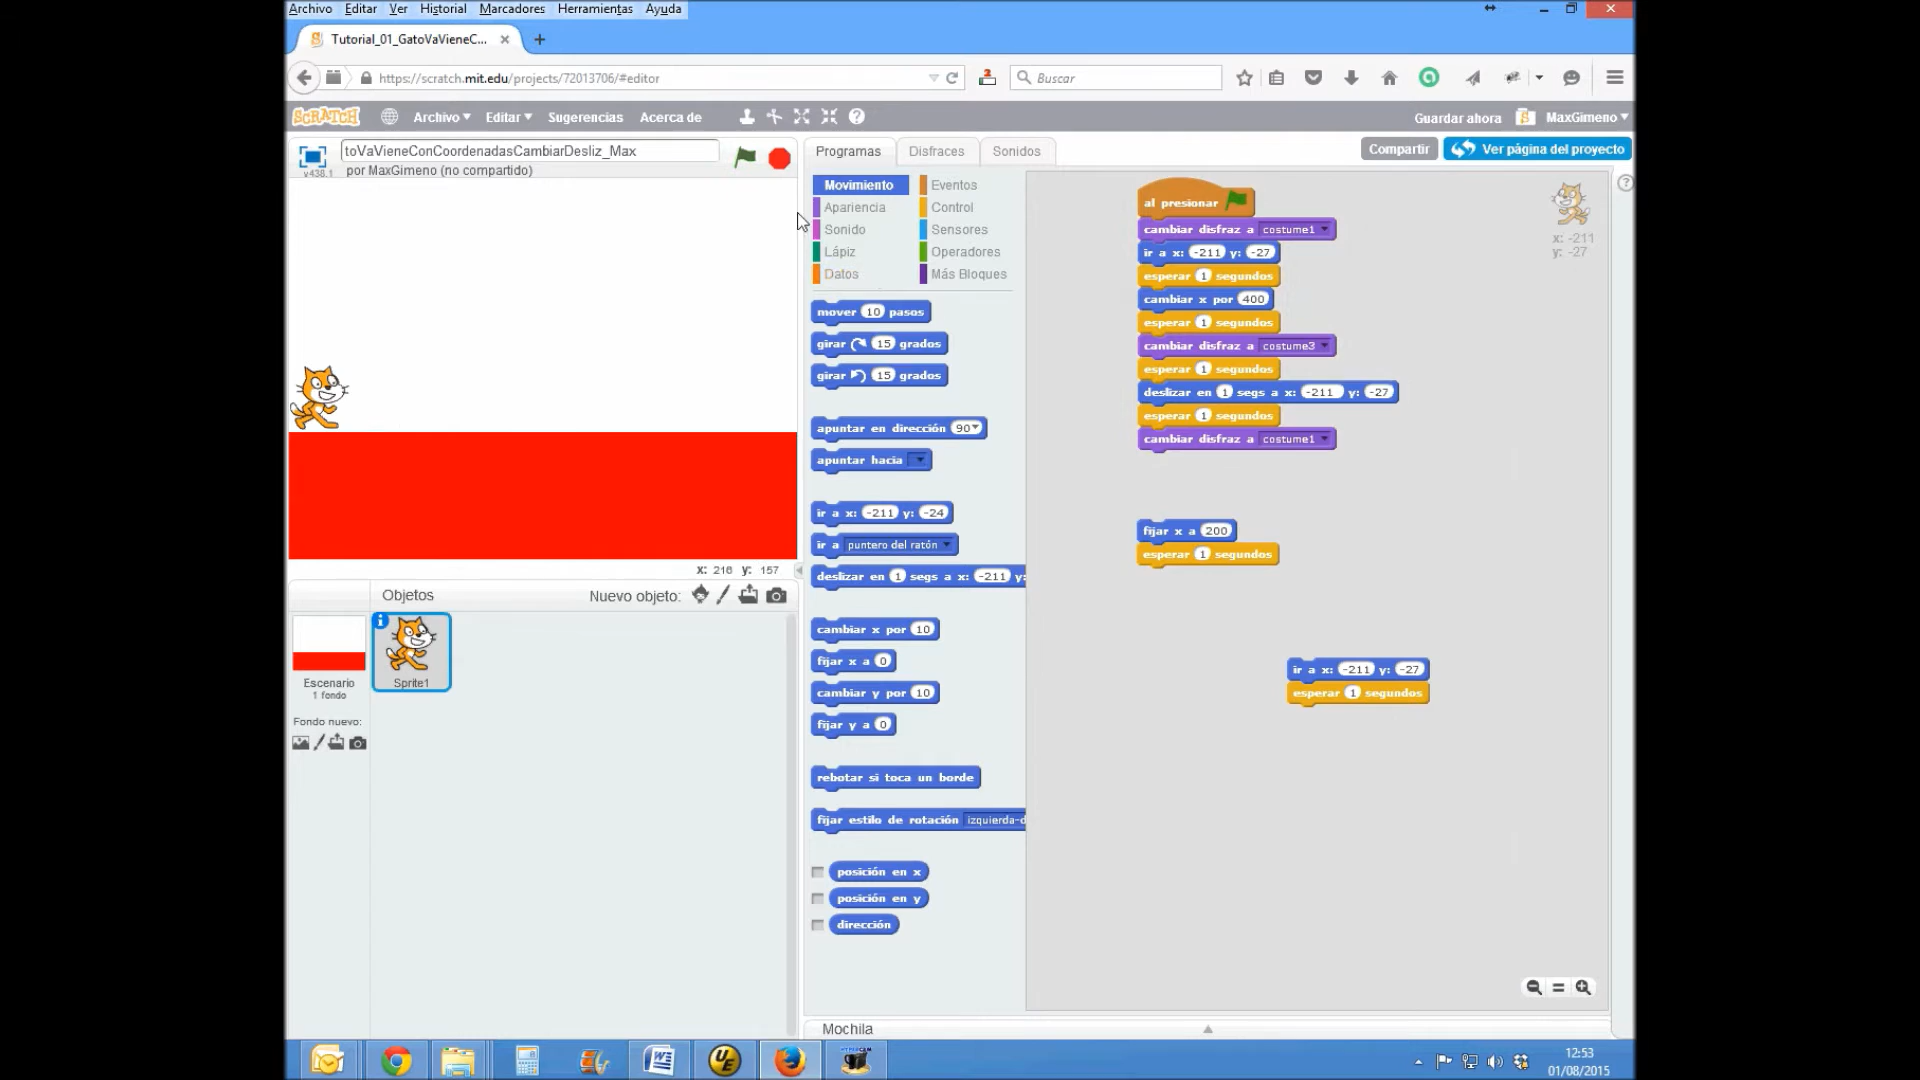 Archivo Editar Ver Historial Marcadores Herramientas Ayuda
Tutorial_01_GatoVaVieneC...
https://scratch.mit.edu/projects/72013706/#editor
Buscar
SCRATCH
Archivo Editar Sugerencias Acerca de
Guardar ahora MaxGimeno
toVaVieneConCoordenadasCambiarDesliz_Max
por MaxGimeno (no compartido)
v438.1
Programas Disfraces Sonidos
Compartir Ver página del proyecto
Movimiento Eventos
Apariencia Control
Sonido Sensores
Lápiz Operadores
Datos Más Bloques
mover 10 pasos
girar 15 grados
girar 15 grados
apuntar en dirección 90
apuntar hacia
ir a x: -211 y: -24
ir a puntero del ratón
deslizar en 1 segs a x: -211 y:
cambiar x por 10
fijar x a 0
cambiar y por 10
fijar y a 0
rebotar si toca un borde
fijar estilo de rotación izquierda-d
posición en x
posición en y
dirección
al presionar
cambiar disfraz a costume1
ir a x: -211 y: -27
esperar 1 segundos
cambiar x por 400
esperar 1 segundos
cambiar disfraz a costume3
esperar 1 segundos
deslizar en 1 segs a x: -211 y: -27
esperar 1 segundos
cambiar disfraz a costume1
fijar x a 200
esperar 1 segundos
ir a x: -211 y: -27
esperar 1 segundos
x: -211
y: -27
x: 216 y: 157
Objetos Nuevo objeto:
Escenario
1 fondo
Fondo nuevo:
Sprite1
Mochila
12:53
01/08/2015